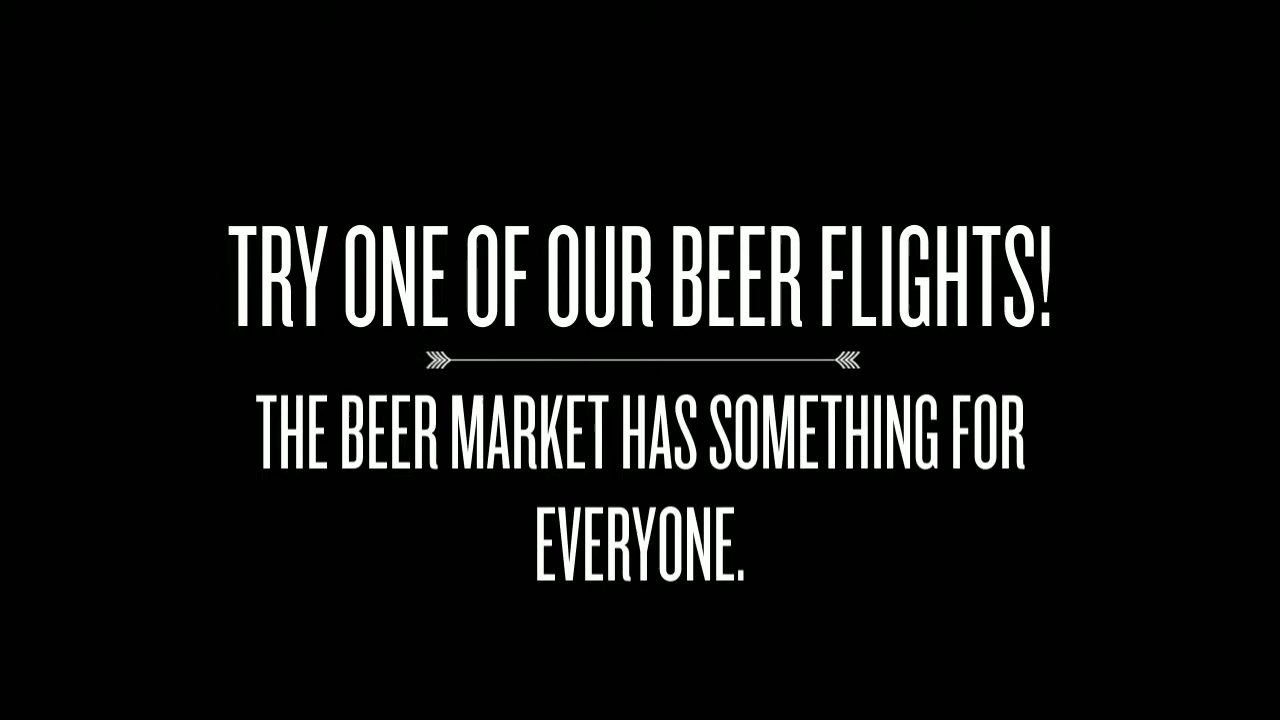 TRY ONE OF OUR BEER FLIGHTS!
THE BEER MARKET HAS SOMETHING FOR
EVERYONE.